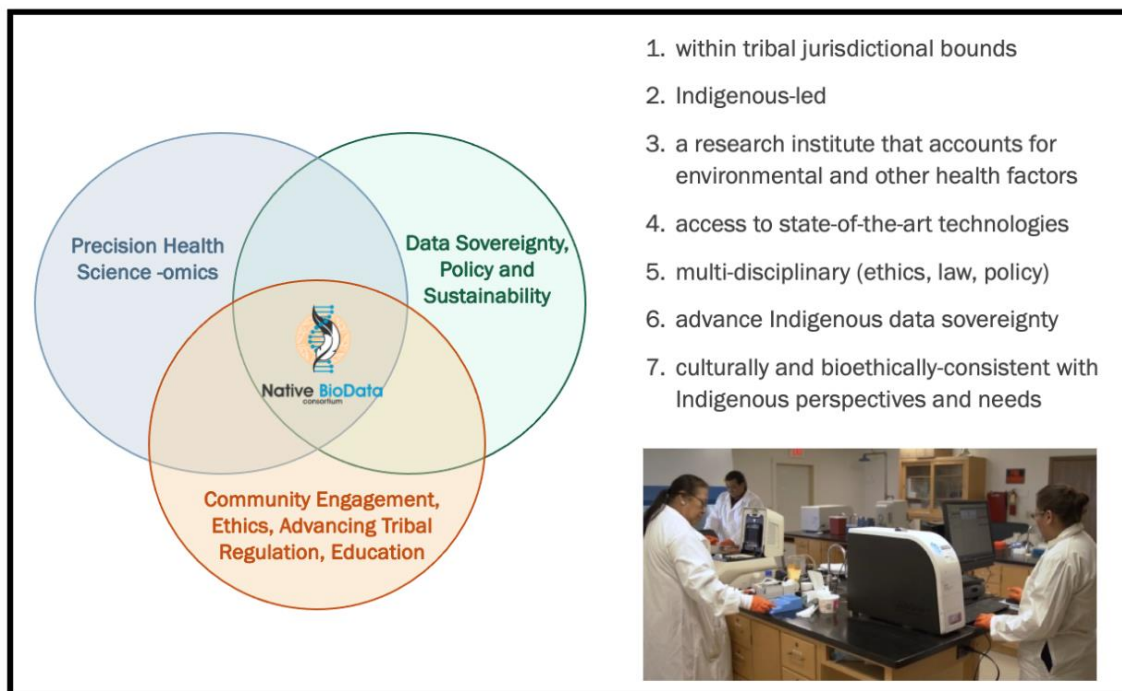 Precision Health
Science -omics
Data Sovereignty,
Policy and
Sustainability
Native BioData
consortium
Community Engagement,
Ethics, Advancing Tribal
Regulation, Education
1. within tribal jurisdictional bounds
2. Indigenous-led
3. a research institute that accounts for
environmental and other health factors
4. access to state-of-the-art technologies
5. multi-disciplinary (ethics, law, policy)
6. advance Indigenous data sovereignty
7. culturally and bioethically-consistent with
Indigenous perspectives and needs